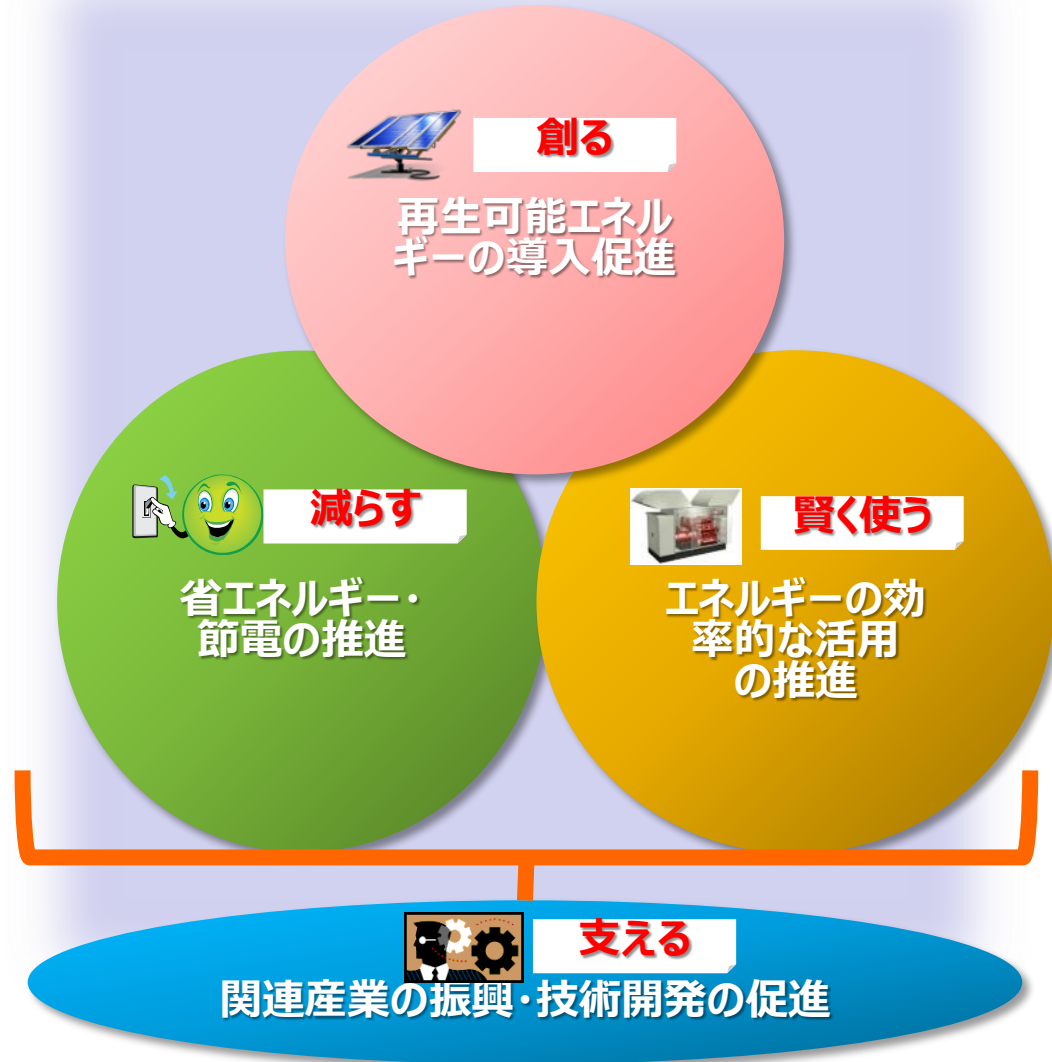 創る
再生可能エネル
ギーの導入促進
減らす
省エネルギー・
節電の推進
賢く使う
エネルギーの効
率的な活用
の推進
支える
関連産業の振興・技術開発の促進